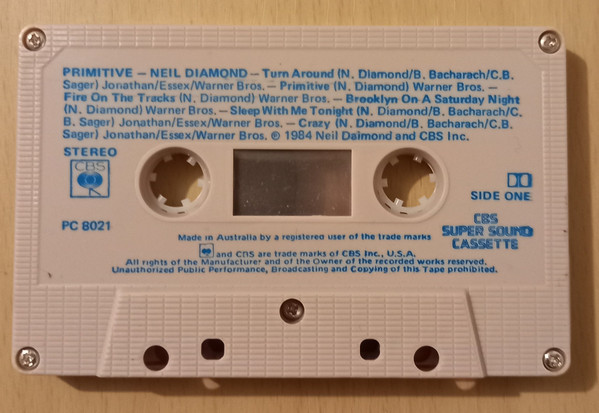 PRIMITIVE — NEIL DIAMOND — Turn Around (N. Diamond/B. Bacharach/C.B.
Sager) Jonathan/Essex/Warner Bros. — Primitive (N. Diamond) Warner Bros. —
Fire On The Tracks (N. Diamond) Warner Bros. — Brooklyn On A Saturday Night
(N. Diamond) Warner Bros. — Sleep With Me Tonight (N. Diamond/B. Bacharach/C.
B. Sager) Jonathan/Essex/Warner Bros. — Crazy (N. Diamond/B. Bacharach/C.B.
Sager) Jonathan/Essex/Warner Bros. ℗ 1984 Neil Daimond and CBS Inc.
STEREO
CBS
SIDE ONE
PC 8021
CBS
SUPER SOUND
CASSETTE
Made in Australia by a registered user of the trade marks
and CBS are trade marks of CBS Inc., U.S.A.
All rights of the Manufacturer and of the Owner of the recorded works reserved.
Unauthorized Public Performance, Broadcasting and Copying of this Tape prohibited.